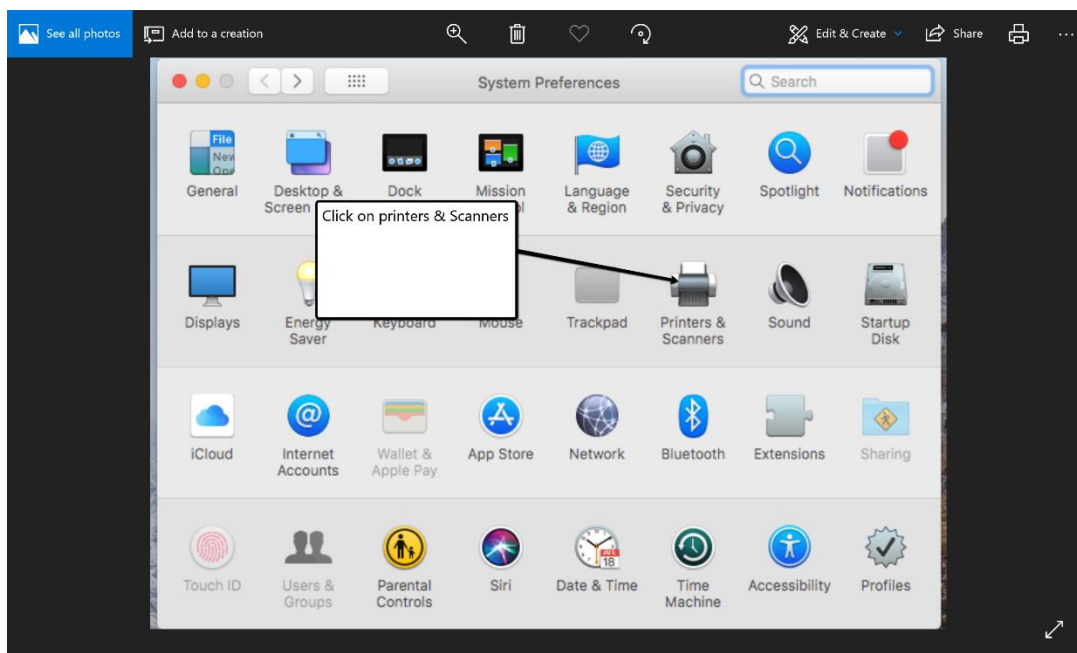 See all photos
Add to a creation
Edit & Create
Share
System Preferences
Search
File
New
General
Desktop &
Screen
Dock
Mission
Language
& Region
Security
& Privacy
Spotlight
Notifications
Click on printers & Scanners
Displays
Energy
Saver
Keyboard
Mouse
Trackpad
Printers &
Scanners
Sound
Startup
Disk
iCloud
@
Internet
Accounts
Wallet &
Apple Pay
App Store
Network
Bluetooth
Extensions
Sharing
Touch ID
Users &
Groups
Parental
Controls
Siri
JUL
18
Date & Time
Time
Machine
Accessibility
Profiles